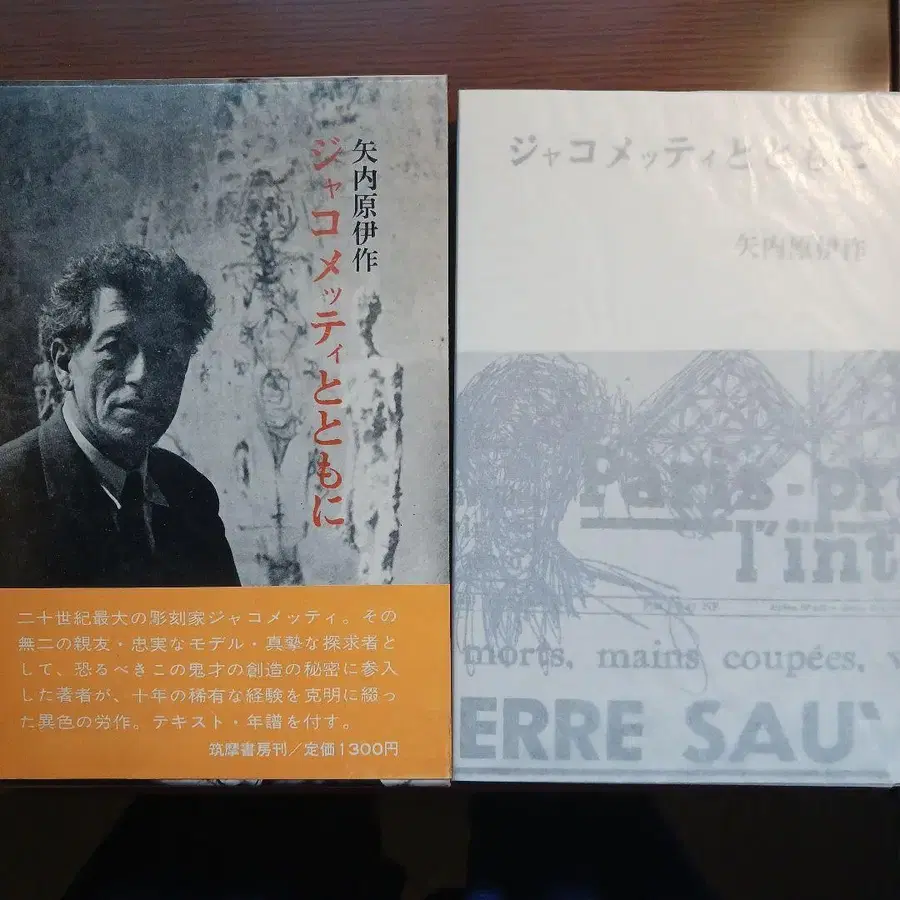 矢内原伊作
ジャコメッティとともに
二十世紀最大の彫刻家ジャコメッティ。その
無二の親友・忠実なモデル・真摯な探求者と
して、恐るべきこの鬼才の創造の秘密に参入
した著者が、十年の稀有な経験を克明に綴っ
た異色の労作。テキスト・年譜を付す。
筑摩書房刊／定価1300円
ジャコメッティとともに
矢内原伊作
Paris-pr
l'int
morts, mains coupées, v
ERRE SAU